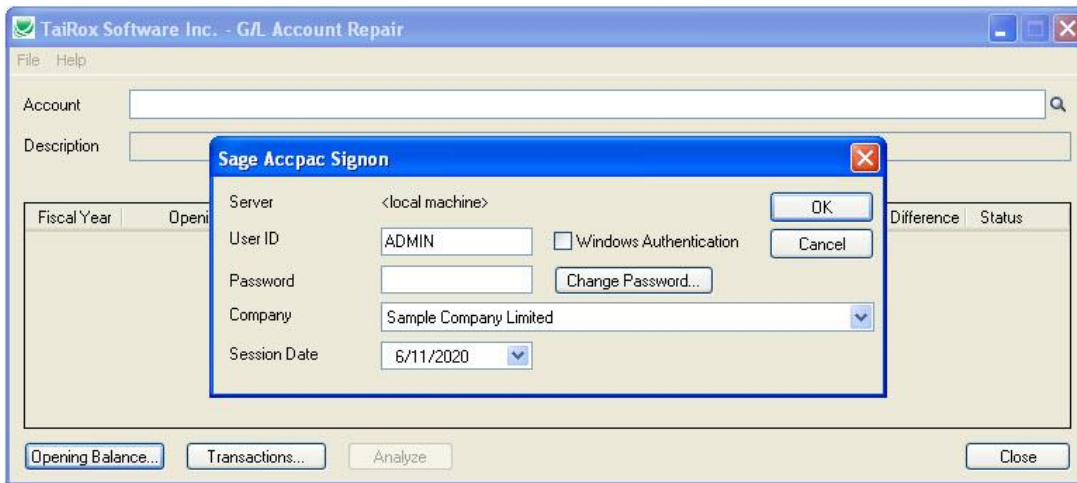 TaiRox Software Inc. - G/L Account Repair
File Help
Account
Description
Sage Accpac Signon
Server <local machine> OK
User ID ADMIN Windows Authentication Cancel
Password Change Password...
Company Sample Company Limited
Session Date 6/11/2020
Fiscal Year Difference Status
Opening Balance... Transactions... Analyze Close